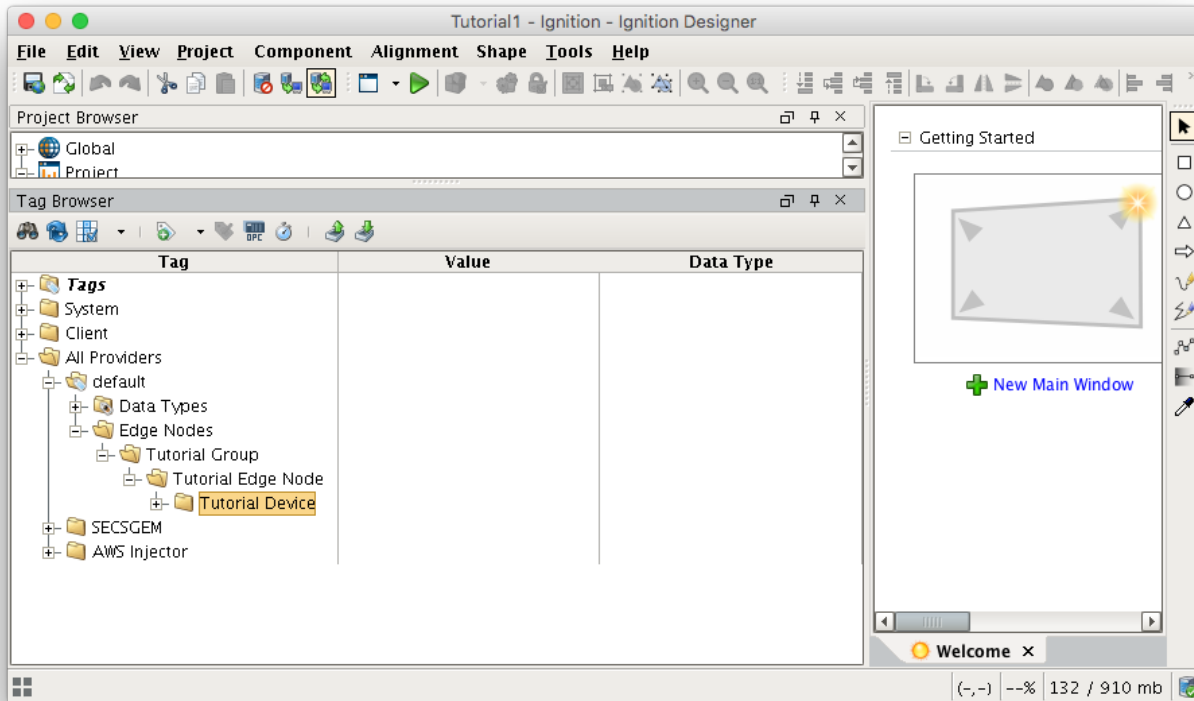 Tutorial1 - Ignition - Ignition Designer
File Edit View Project Component Alignment Shape Tools Help
Project Browser
Global
Project
Tag Browser
OPC
Tag Value Data Type
Tags
System
Client
All Providers
default
Data Types
Edge Nodes
Tutorial Group
Tutorial Edge Node
Tutorial Device
SECSGEM
AWS Injector
Getting Started
New Main Window
Welcome
(-,-) --% 132 / 910 mb